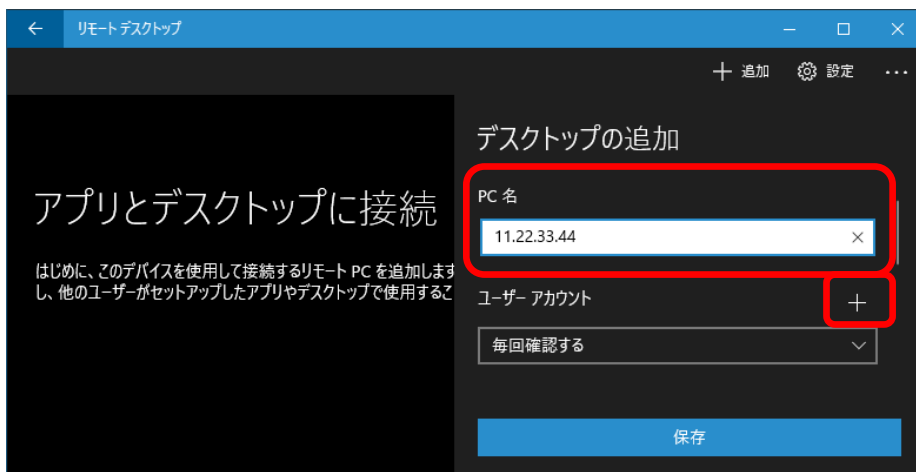 リモート デスクトップ
追加
設定
アプリとデスクトップに接続
はじめに、このデバイスを使用して接続するリモート PC を追加します
し、他のユーザーがセットアップしたアプリやデスクトップで使用するこ
デスクトップの追加
PC 名
11.22.33.44
ユーザー アカウント
毎回確認する
保存